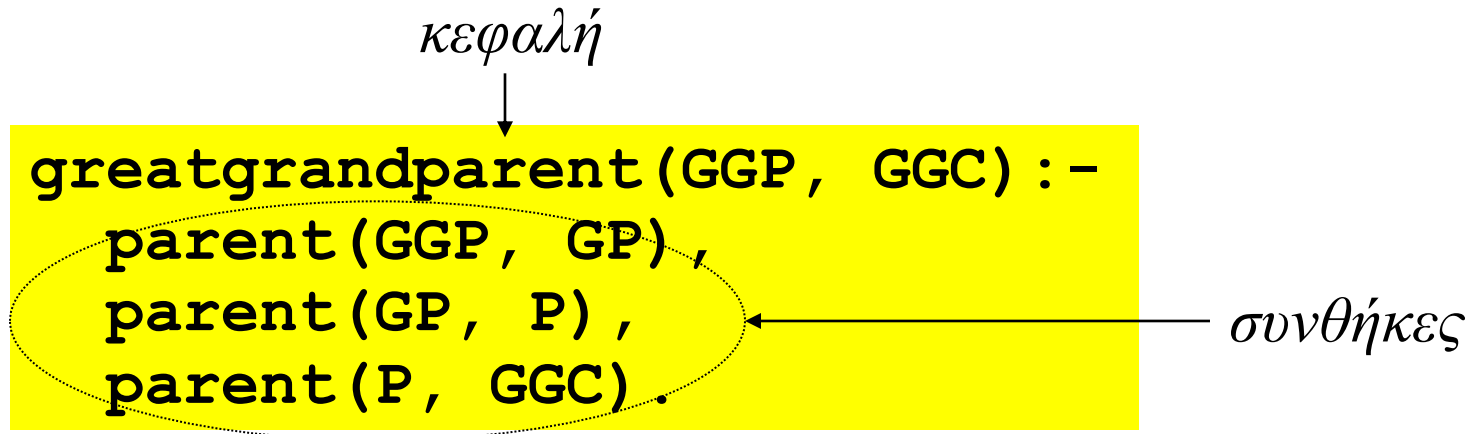 κεφαλή
greatgrandparent(GGP, GGC):-
parent(GGP, GP),
parent(GP, P),
parent(P, GGC).
συνθήκες